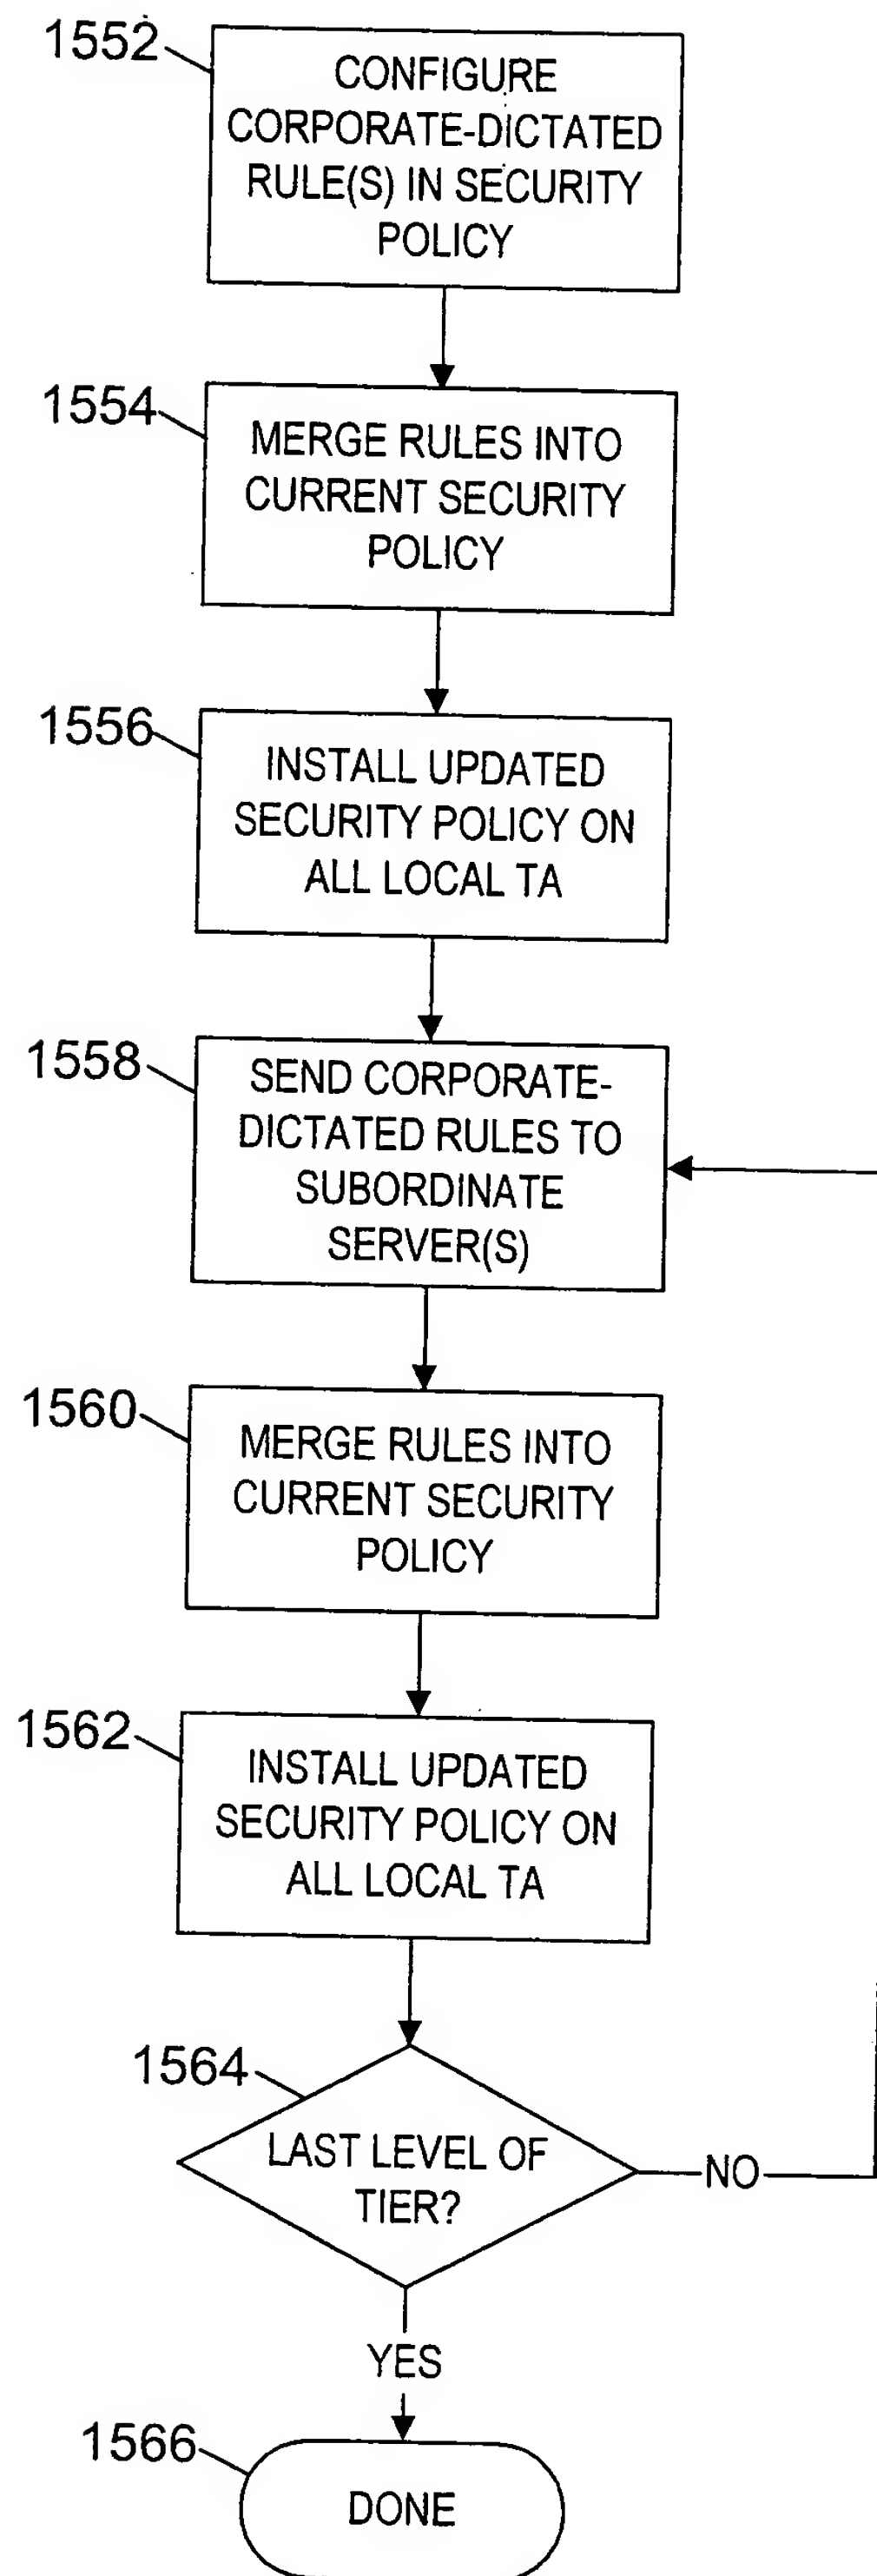 1552
CONFIGURE
CORPORATE-DICTATED
RULE(S) IN SECURITY
POLICY
1554
MERGE RULES INTO
CURRENT SECURITY
POLICY
1556
INSTALL UPDATED
SECURITY POLICY ON
ALL LOCAL TA
1558
SEND CORPORATE-
DICTATED RULES TO
SUBORDINATE
SERVER(S)
1560
MERGE RULES INTO
CURRENT SECURITY
POLICY
1562
INSTALL UPDATED
SECURITY POLICY ON
ALL LOCAL TA
1564
LAST LEVEL OF
TIER?
NO
YES
1566
DONE